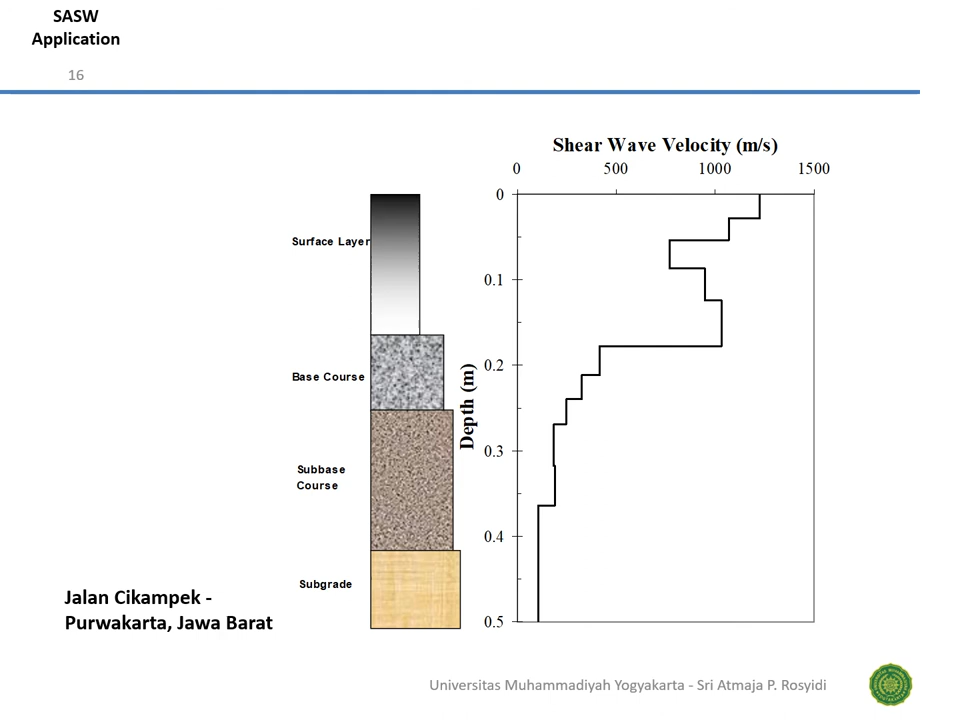 SASW
Application
16
Shear Wave Velocity (m/s)
0 500 1000 1500
0
Surface Layer
0.1
0.2
Base Course
Depth (m)
0.3
Subbase
Course
0.4
Subgrade
0.5
Jalan Cikampek -
Purwakarta, Jawa Barat
Universitas Muhammadiyah Yogyakarta - Sri Atmaja P. Rosyidi